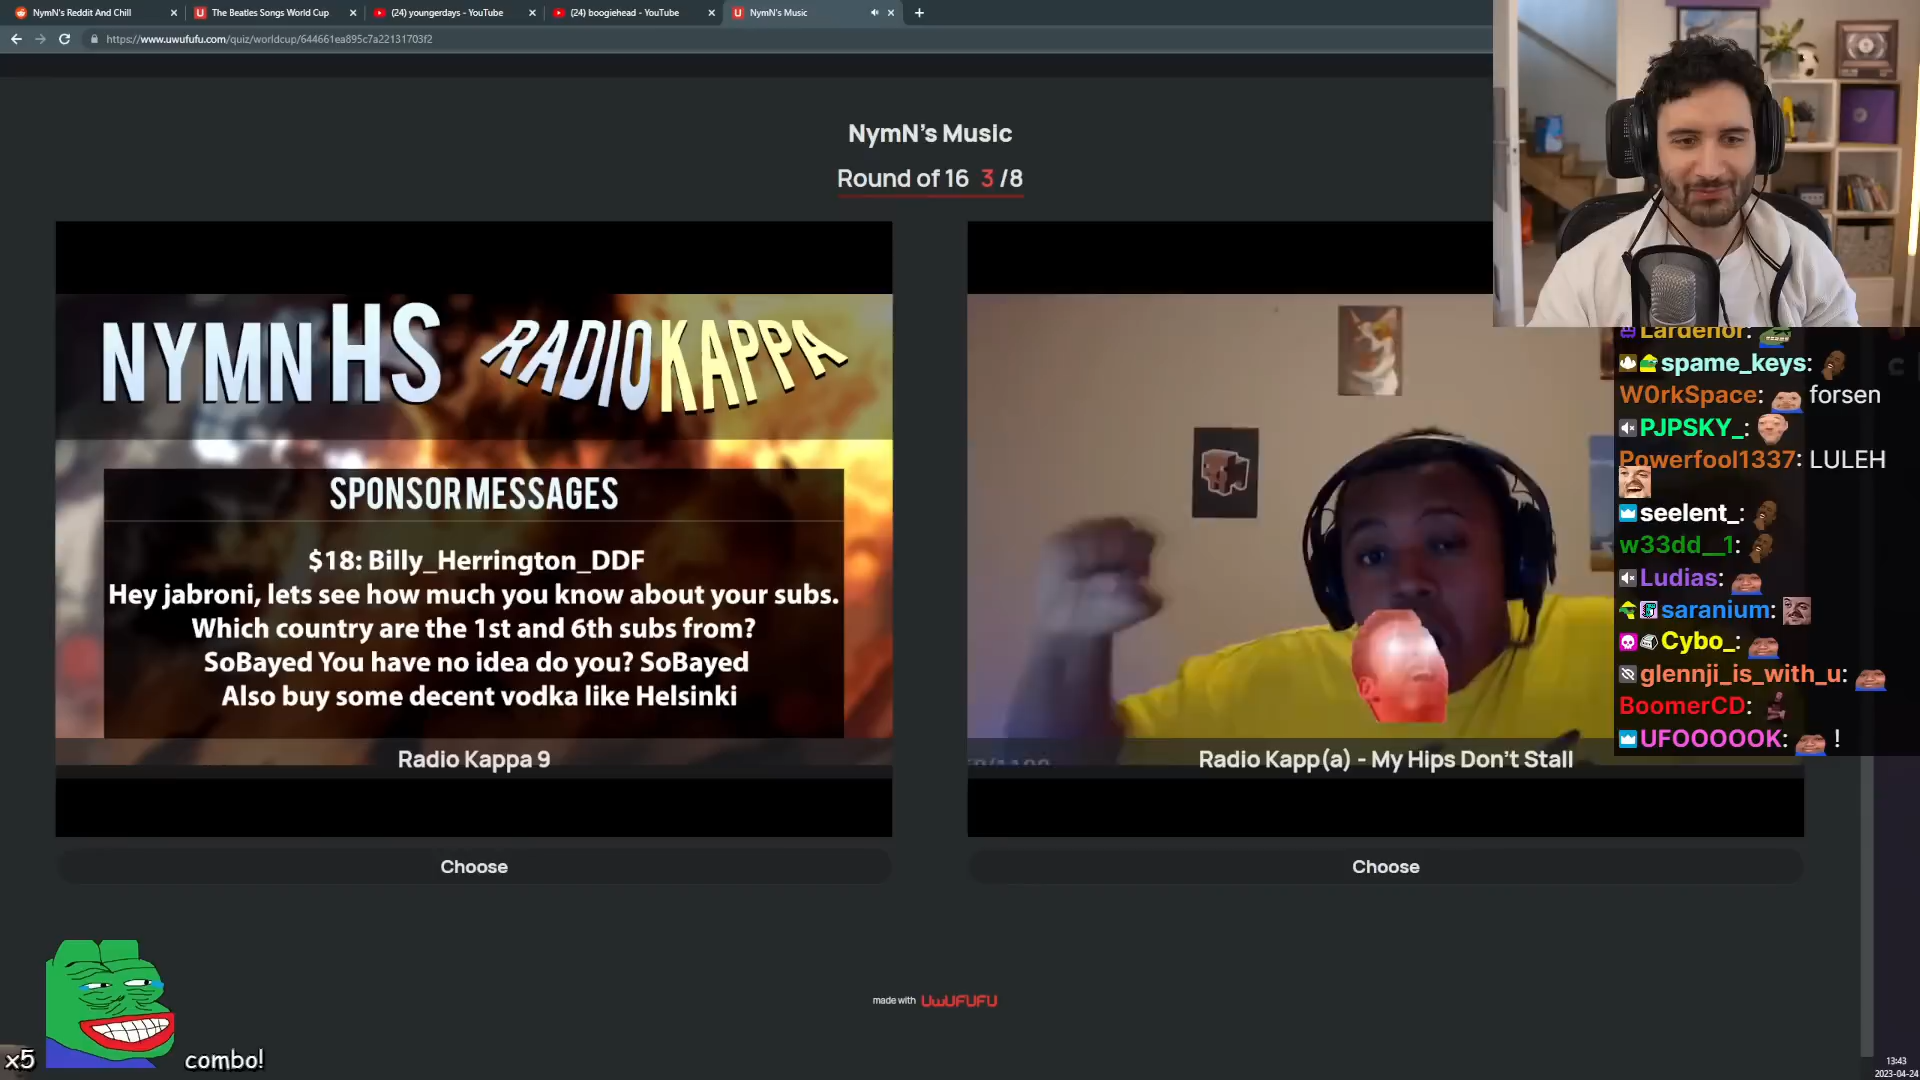 NymN's Reddit And Chill
The Beatles Songs World Cup
(24) youngerdays - YouTube
(24) boogiehead - YouTube
NymN's Music
https://www.uwufufu.com/quiz/worldcup/644661ea895c7a22131703f2
NymN's Music
Round of 16 3 /8
NYMN HS RADIO KAPPA
SPONSOR MESSAGES
$18: Billy_Herrington_DDF
Hey jabroni, lets see how much you know about your subs.
Which country are the 1st and 6th subs from?
SoBayed You have no idea do you? SoBayed
Also buy some decent vodka like Helsinki
Radio Kappa 9
Choose
Radio Kapp(a) - My Hips Don't Stall
Choose
Lardenor:
spame_keys:
W0rkSpace: forsen
PJPSKY_:
Powerfool1337: LULEH
seelent_:
w33dd__1:
Ludias:
saranium:
Cybo_:
glennji_is_with_u:
BoomerCD:
UFOOOOOK: !
made with UwUFUFU
x5 combo!
13:43
2023-04-24